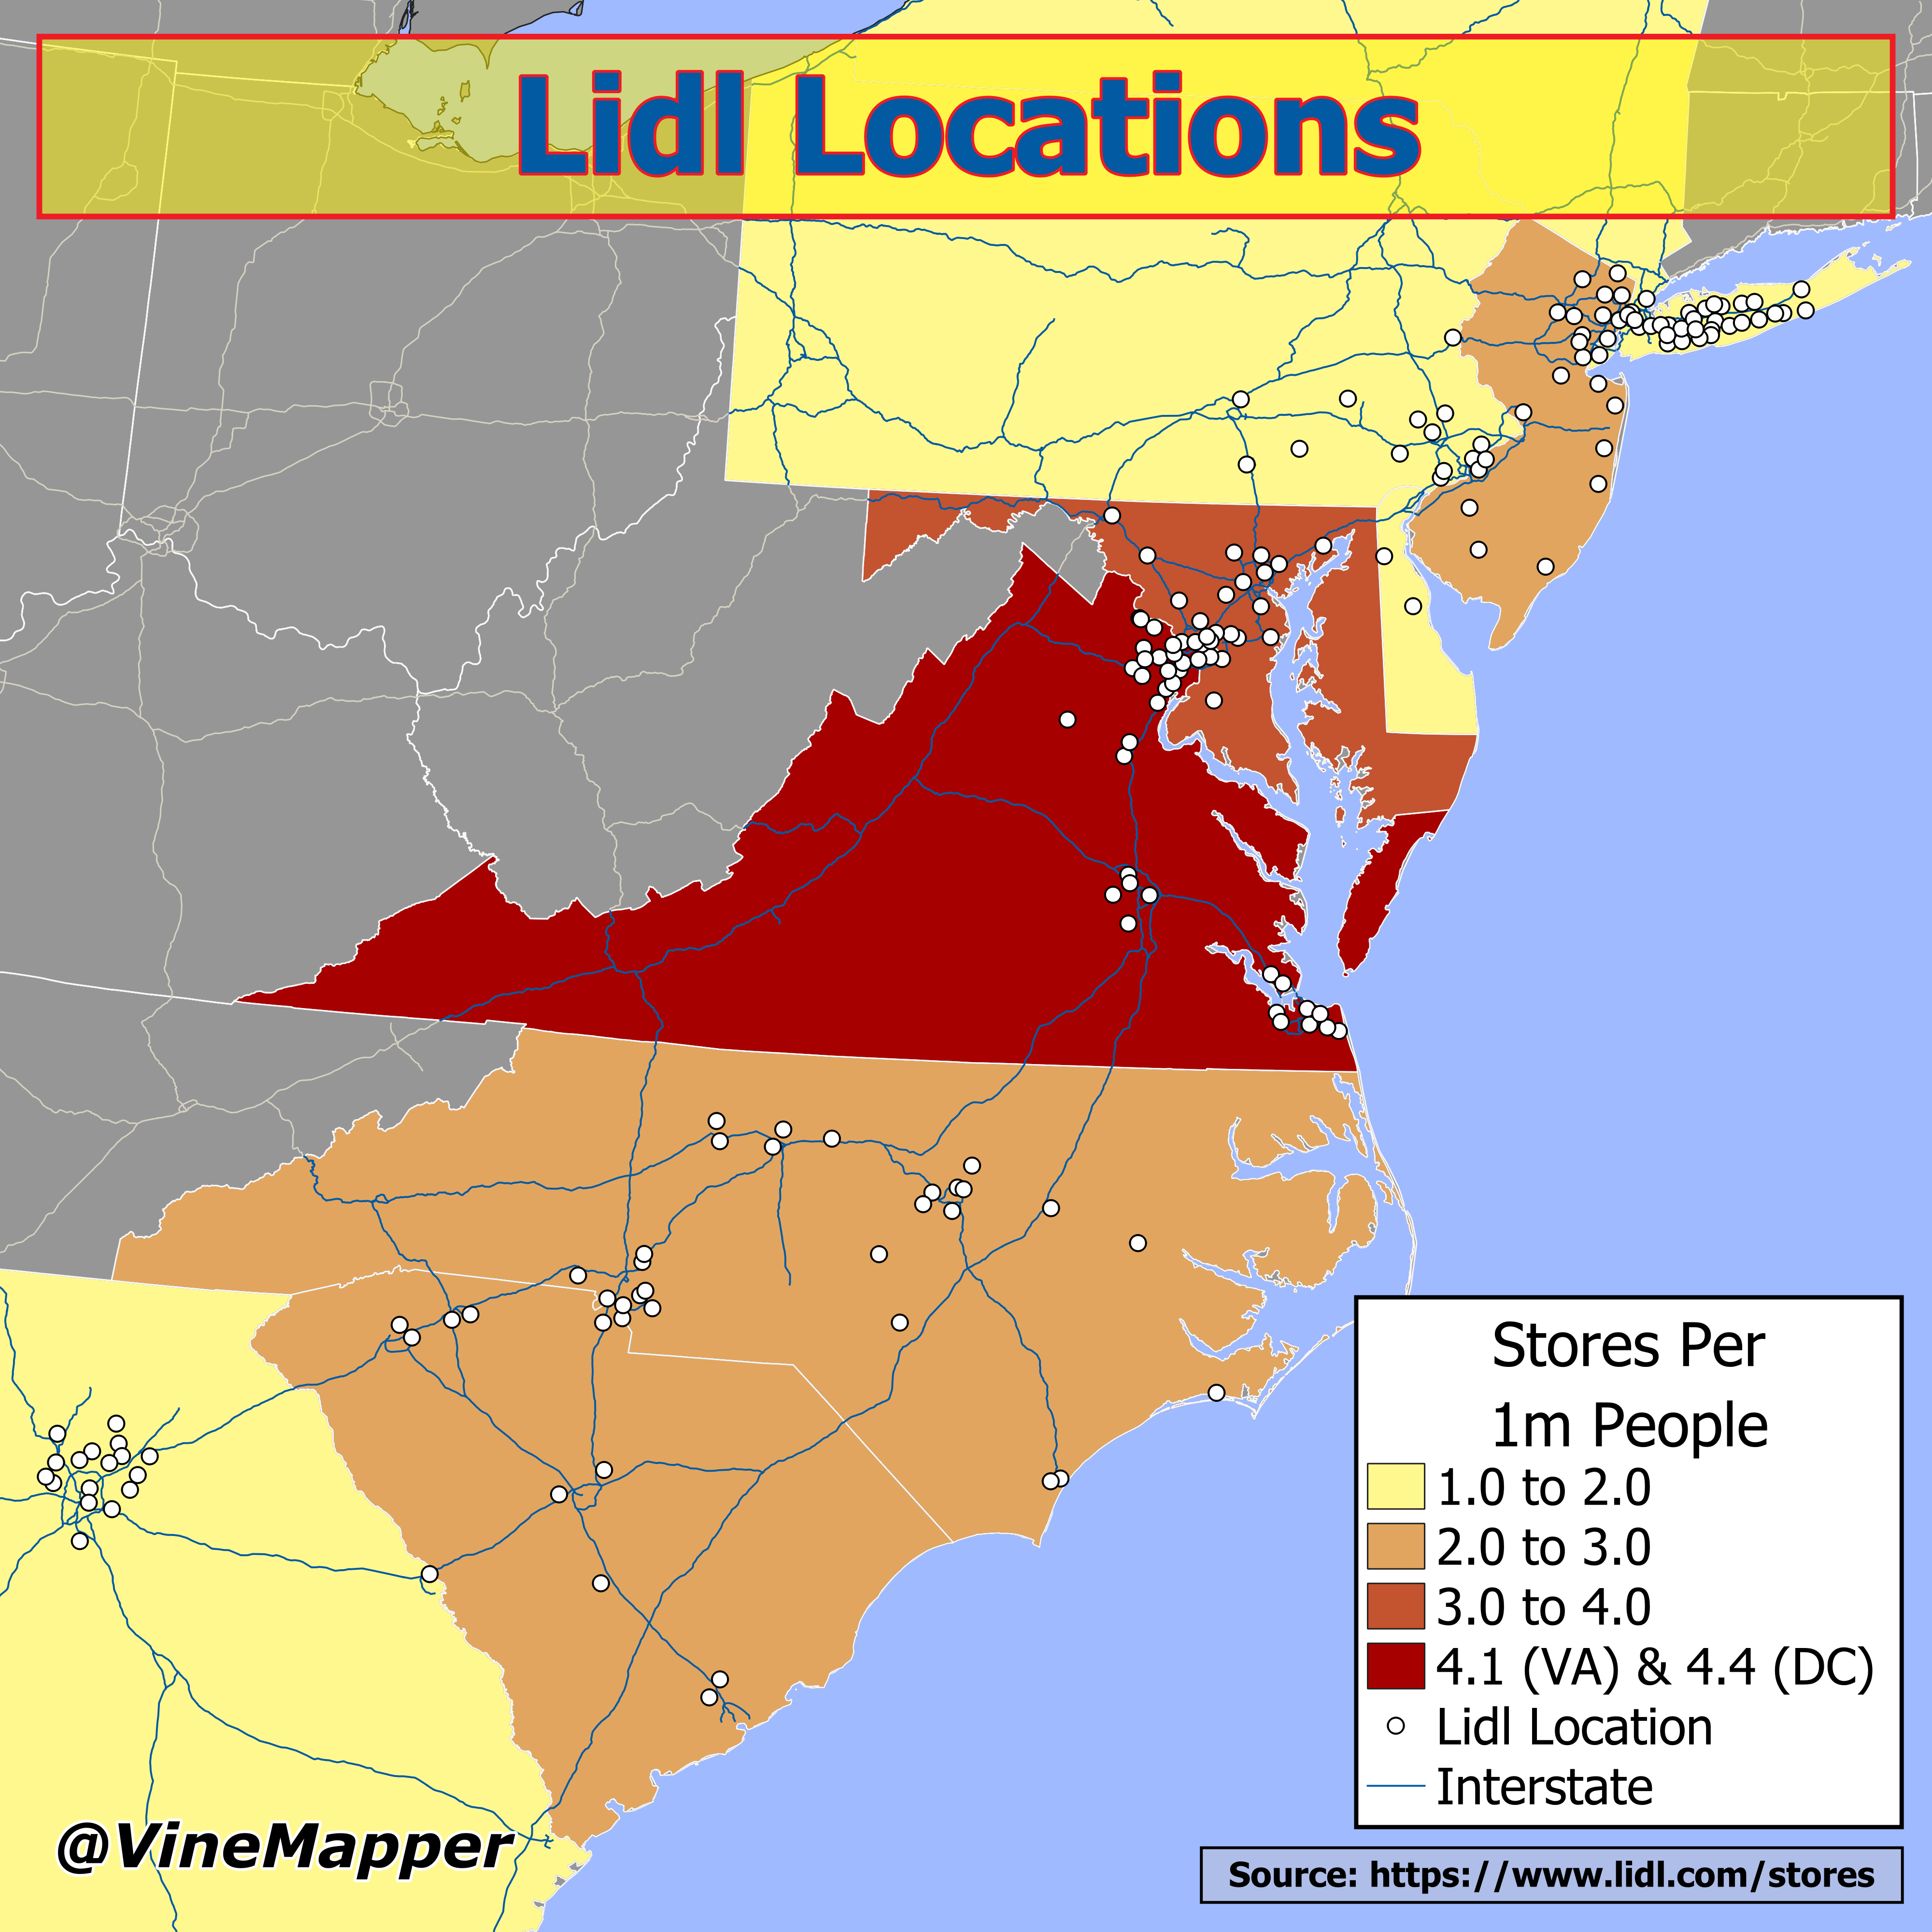 Lidl Locations
Stores Per
1m People
1.0 to 2.0
2.0 to 3.0
3.0 to 4.0
4.1 (VA) & 4.4 (DC)
Lidl Location
Interstate
@VineMapper
Source: https://www.lidl.com/stores